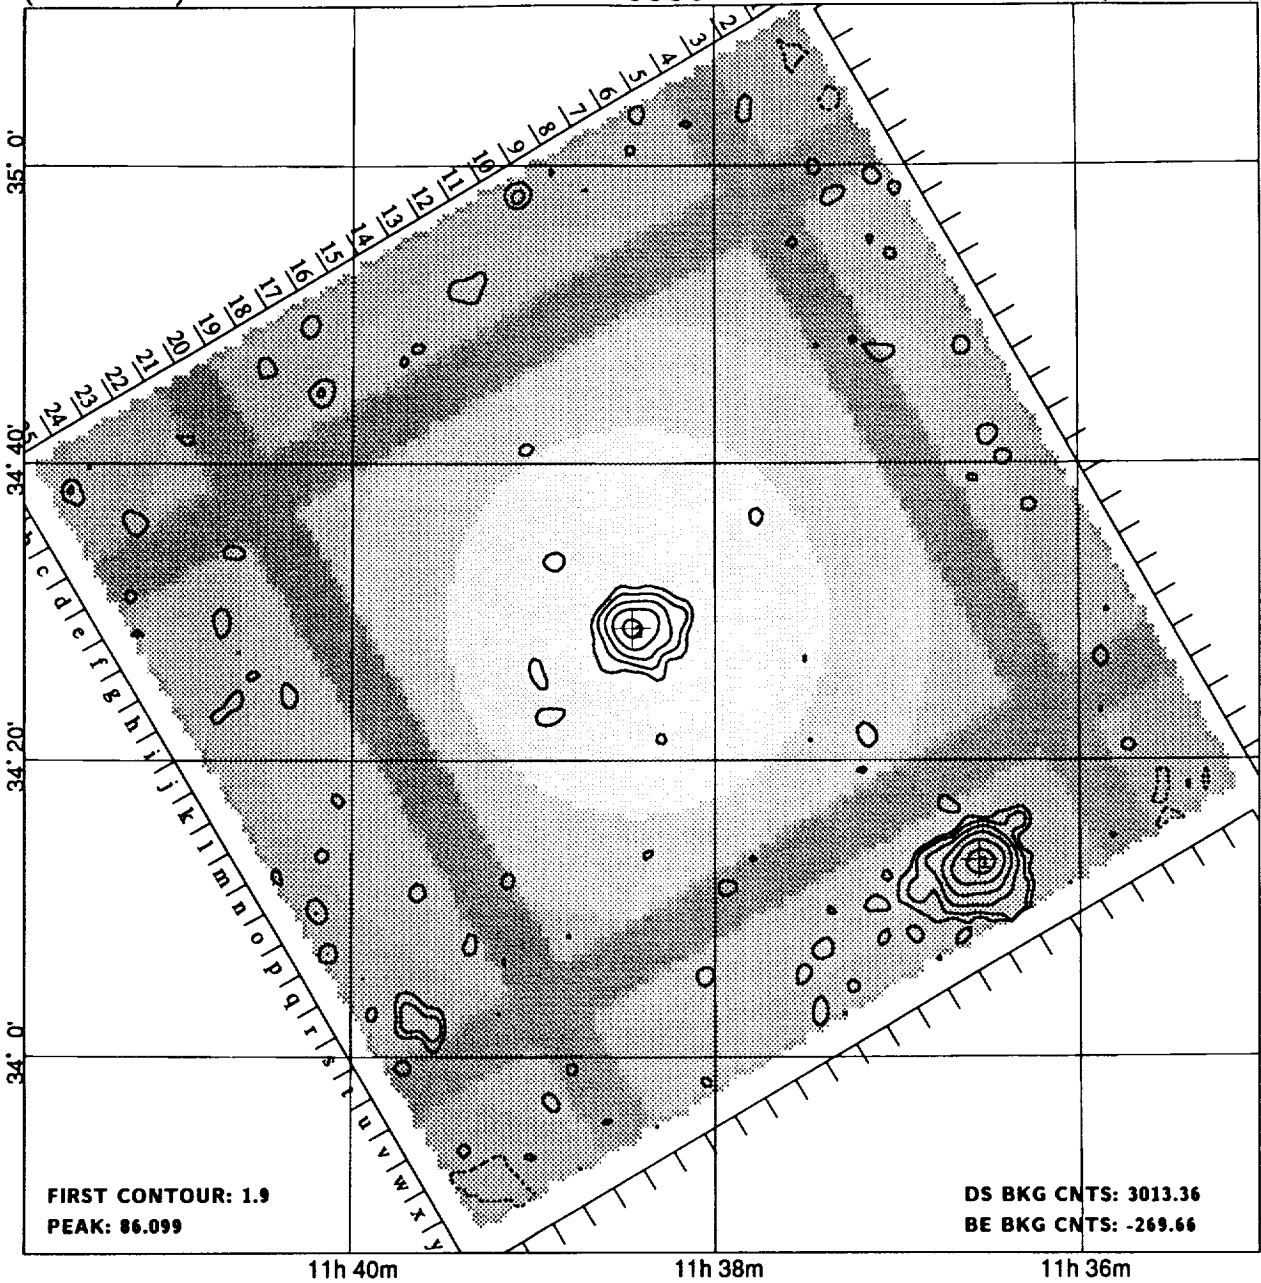 2
3
4
5
6
7
8
9
10
11
12
13
14
15
16
17
18
19
20
21
22
23
24
35° 0'
34° 40'
34° 20'
34° 0'
c
d
e
f
g
h
i
j
k
l
m
n
o
p
q
r
s
t
u
v
w
x
y
FIRST CONTOUR: 1.9
PEAK: 86.099
DS BKG CNTS: 3013.36
BE BKG CNTS: -269.66
11h 40m
11h 38m
11h 36m